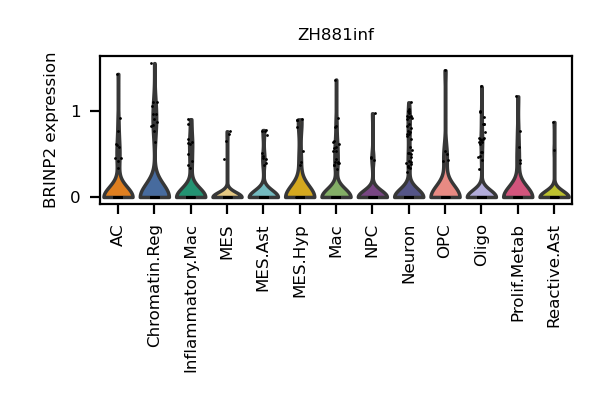 ZH881inf
BRINP2 expression
1
0
AC
Chromatin.Reg
Inflammatory.Mac
MES
MES.Ast
MES.Hyp
Mac
NPC
Neuron
OPC
Oligo
Prolif.Metab
Reactive.Ast